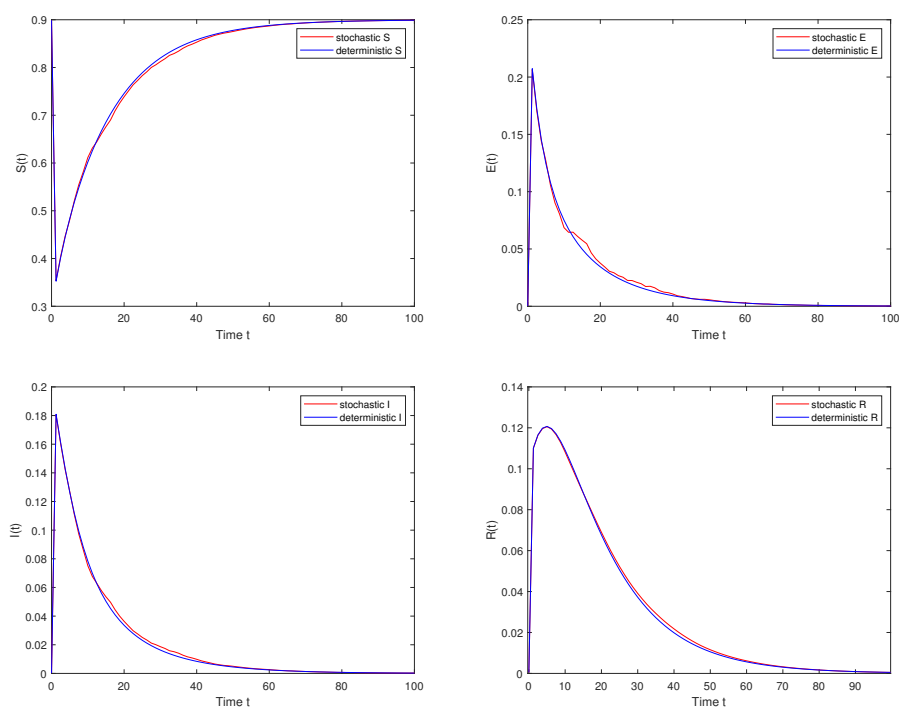 0.9
0.8
0.7
0.6
0.5
0.4
0.3
S(t)
stochastic S
deterministic S
0 20 40 60 80 100
Time t
0.25
0.2
0.15
0.1
0.05
0
E(t)
stochastic E
deterministic E
0 20 40 60 80 100
Time t
0.2
0.18
0.16
0.14
0.12
0.1
0.08
0.06
0.04
0.02
0
I(t)
stochastic I
deterministic I
0 20 40 60 80 100
Time t
0.14
0.12
0.1
0.08
0.06
0.04
0.02
0
R(t)
stochastic R
deterministic R
0 10 20 30 40 50 60 70 80 90
Time t